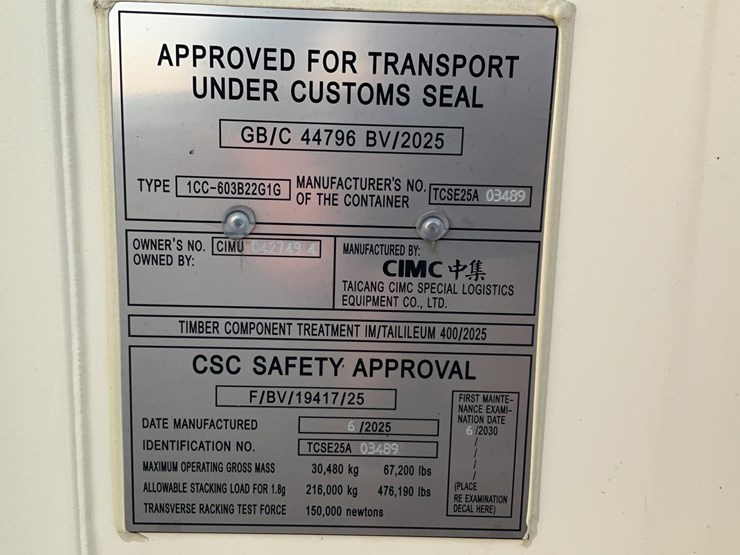 APPROVED FOR TRANSPORT
UNDER CUSTOMS SEAL
GB/C 44796 BV/2025
TYPE 1CC-603B22G1G MANUFACTURER'S NO. OF THE CONTAINER TCSE25A 03489
OWNER'S NO. CIMU 042749 4
OWNED BY:
MANUFACTURED BY:
CIMC 中集
TAICANG CIMC SPECIAL LOGISTICS
EQUIPMENT CO., LTD.
TIMBER COMPONENT TREATMENT IM/TAILILEUM 400/2025
CSC SAFETY APPROVAL
F/BV/19417/25
DATE MANUFACTURED 6 /2025
IDENTIFICATION NO. TCSE25A 03489
MAXIMUM OPERATING GROSS MASS 30,480 kg 67,200 lbs
ALLOWABLE STACKING LOAD FOR 1.8g 216,000 kg 476,190 lbs
TRANSVERSE RACKING TEST FORCE 150,000 newtons
FIRST MAINTE-
NANCE EXAMI-
NATION DATE
6 /2030
/
/
/
/
(PLACE
RE EXAMINATION
DECAL HERE)